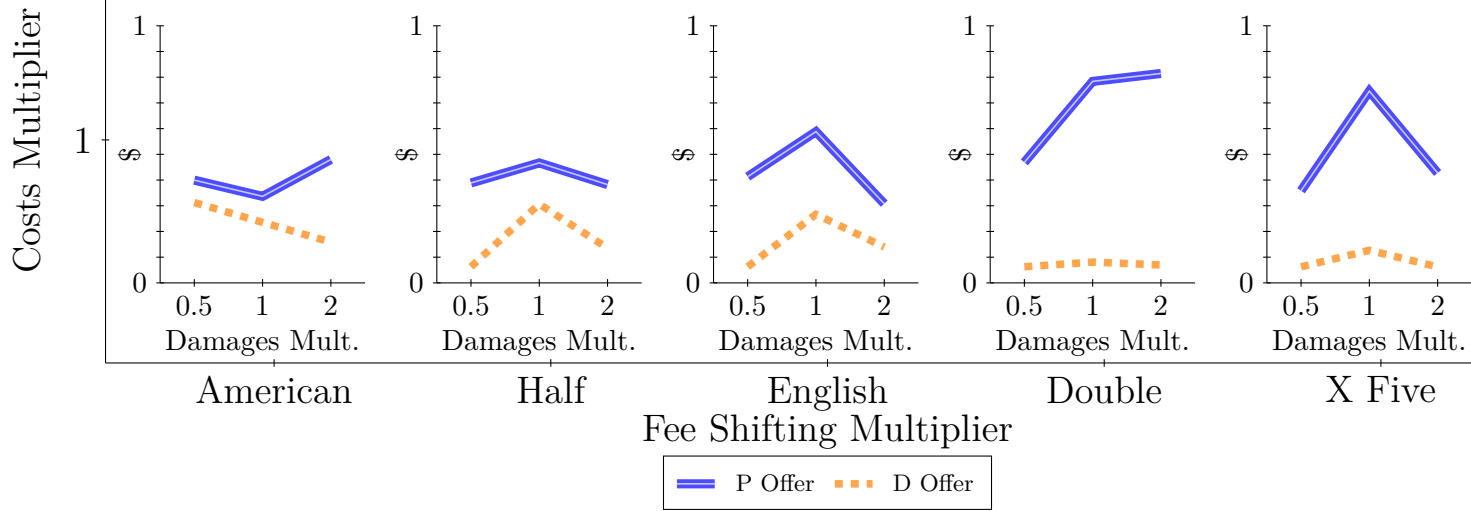 Costs Multiplier
1
1
$
0
0.5 1 2
Damages Mult.
1
$
0
0.5 1 2
Damages Mult.
1
$
0
0.5 1 2
Damages Mult.
1
$
0
0.5 1 2
Damages Mult.
1
$
0
0.5 1 2
Damages Mult.
American Half English Double X Five
Fee Shifting Multiplier
P Offer D Offer